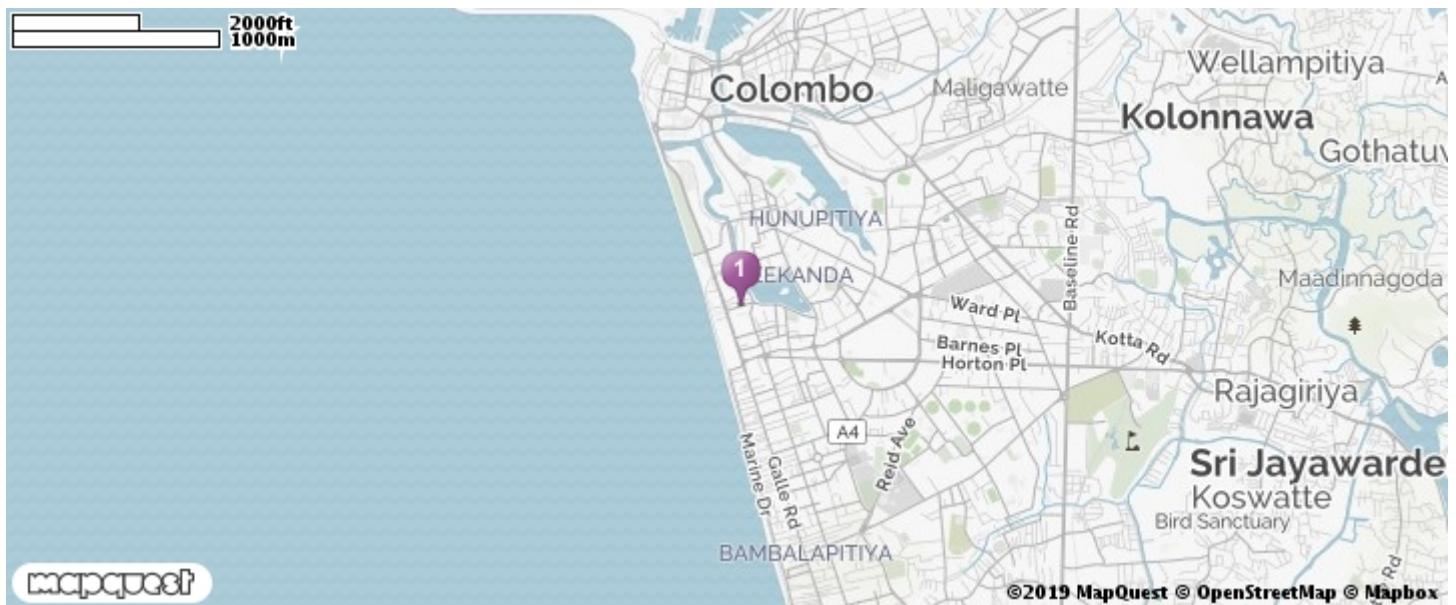 2000ft
1000m
Colombo
Maligawatte
Wellampitiya
Kolonnawa
Gothatuv
HUNUPITIYA
1
EKANDA
Baseline Rd
Maadinnagoda
Ward Pl
Kotta Rd
Barnes Pl
Horton Pl
Rajagiriya
A4
Reid Ave
Marine Dr
Galle Rd
Sri Jayawarde
Koswatte
Bird Sanctuary
BAMBALAPITIYA
mapquest
©2019 MapQuest © OpenStreetMap © Mapbox